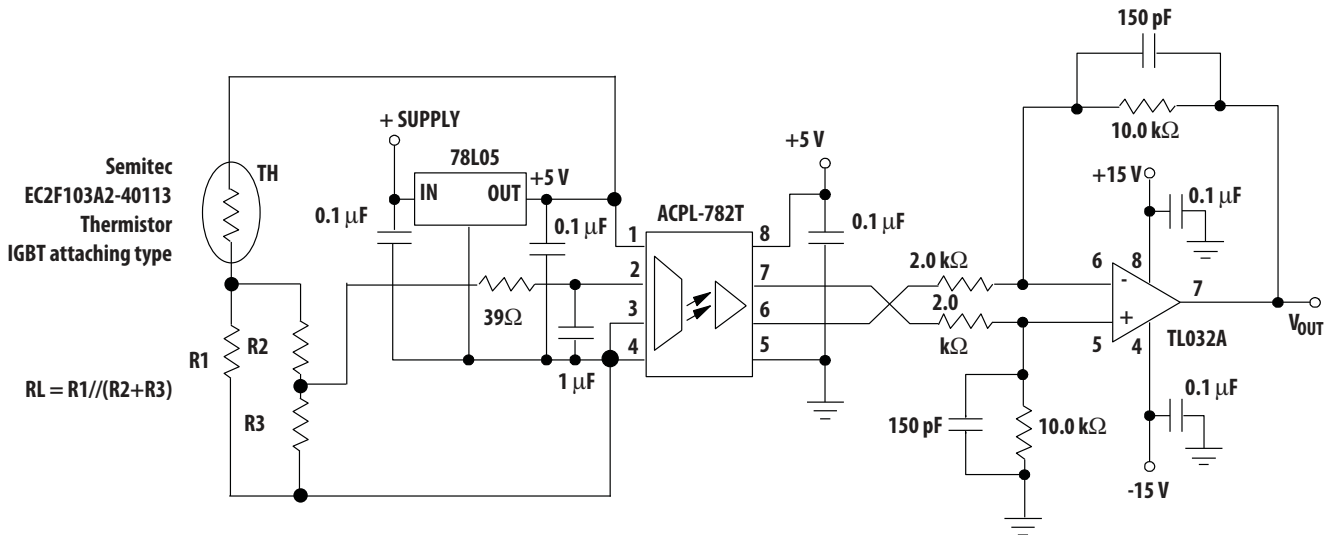 150 pF
10.0 kΩ
+ SUPPLY
78L05
IN OUT
+5 V
Semitec
EC2F103A2-40113
Thermistor
IGBT attaching type
TH
0.1 μF
0.1 μF
ACPL-782T
1
2
3
4
8
7
6
5
+5 V
0.1 μF
39Ω
1 μF
R1
R2
R3
RL = R1//(R2+R3)
2.0 kΩ
2.0
kΩ
+15 V
0.1 μF
6
8
-
+
5
4
7
TL032A
VOUT
150 pF
10.0 kΩ
0.1 μF
-15 V